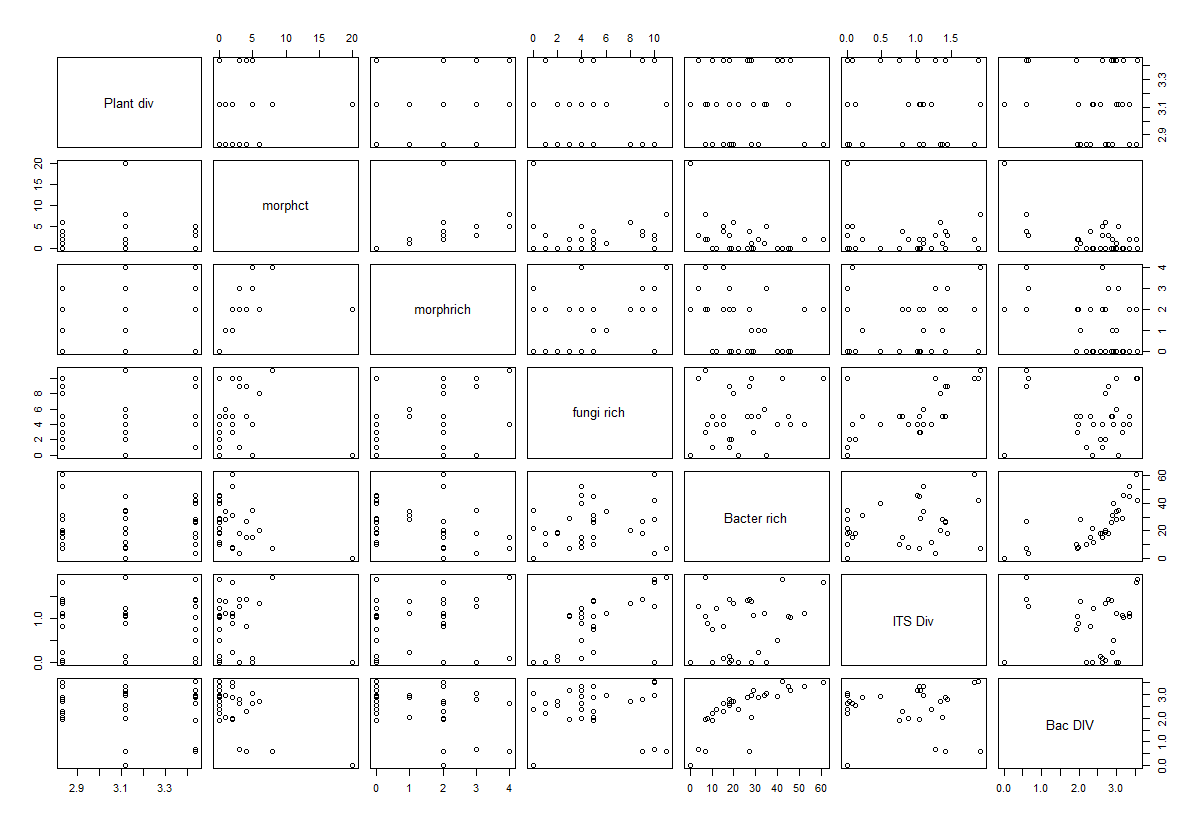 0 5 10 15 20 0 2 4 6 8 10 0.0 0.5 1.0 1.5
Plant div 2.9 3.1 3.3
0 5 10 15 20 morphct
morphrich 0 1 2 3 4
0 2 4 6 8 fungi rich
Bacter rich 0 20 40 60
0.0 1.0 ITS Div
Bac DIV 0.0 1.0 2.0 3.0
2.9 3.1 3.3 0 1 2 3 4 0 10 20 30 40 50 60 0.0 1.0 2.0 3.0